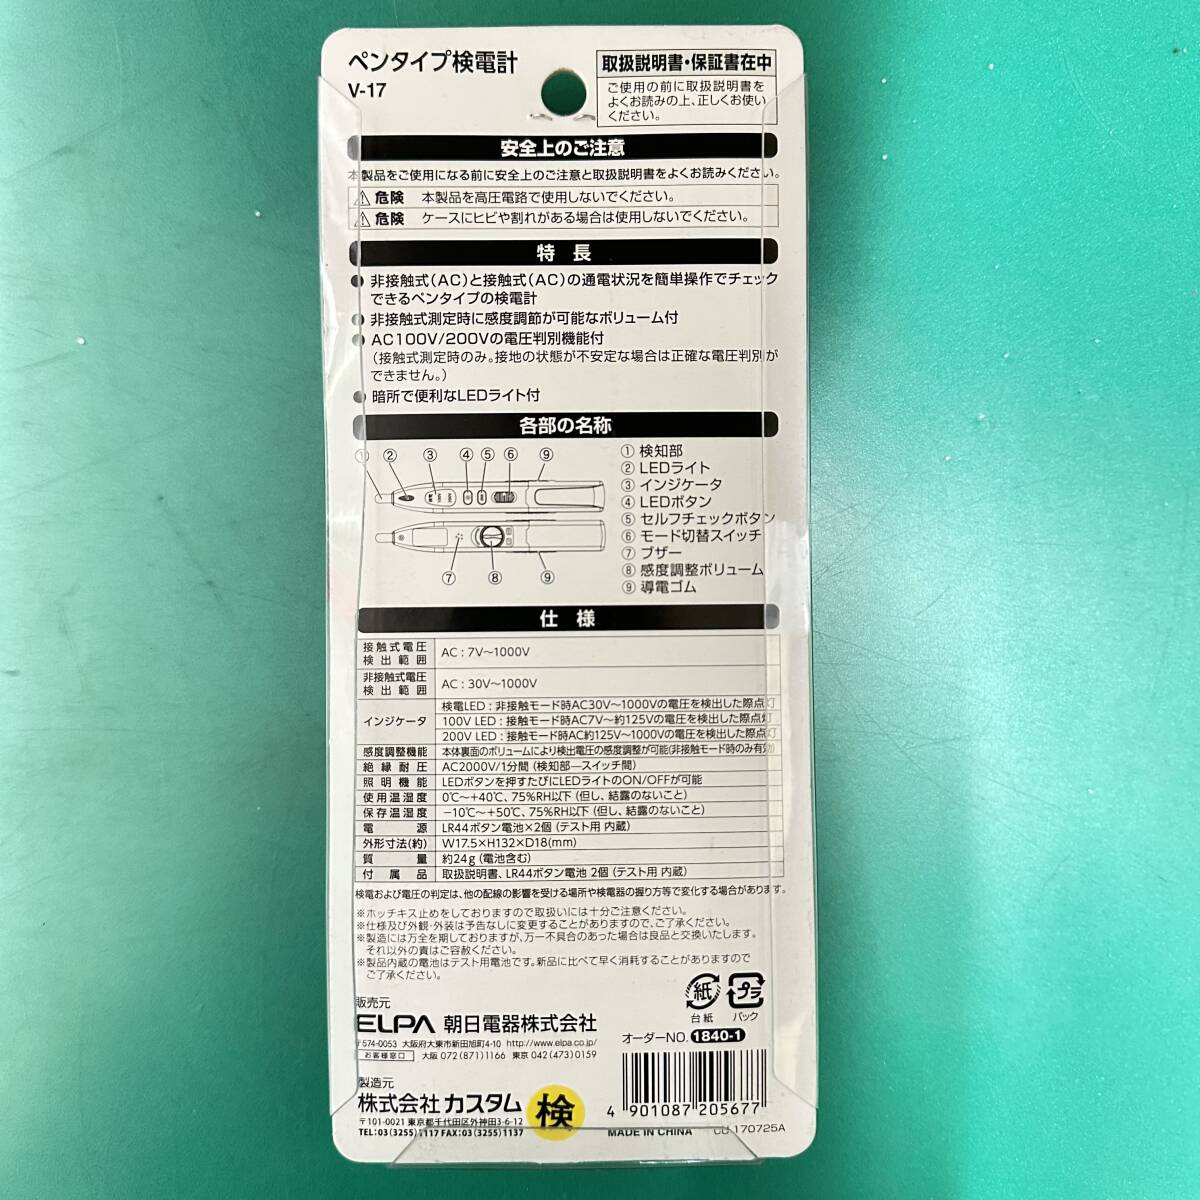 ペンタイプ検電計
V-17
取扱説明書・保証書在中
ご使用の前に取扱説明書を
よくお読みの上、正しくお使い
ください。
安全上のご注意
本製品をご使用になる前に安全上のご注意と取扱説明書をよくお読みください。
⚠危険 本製品を高圧電路で使用しないでください。
⚠危険 ケースにヒビや割れがある場合は使用しないでください。
特長
● 非接触式(AC)と接触式(AC)の通電状況を簡単操作でチェック
できるペンタイプの検電計
● 非接触式測定時に感度調節が可能なボリューム付
● AC100V/200Vの電圧判別機能付
(接触式測定時のみ。接地の状態が不安定な場合は正確な電圧判別が
できません。)
● 暗所で便利なLEDライト付
各部の名称
① ② ③ ④ ⑤ ⑥ ⑨
⑦ ⑧ ⑨
① 検知部
② LEDライト
③ インジケータ
④ LEDボタン
⑤ セルフチェックボタン
⑥ モード切替スイッチ
⑦ ブザー
⑧ 感度調整ボリューム
⑨ 導電ゴム
仕様
接触式電圧
検出範囲 AC：7V～1000V
非接触式電圧
検出範囲 AC：30V～1000V
インジケータ 検電LED：非接触モード時AC30V～1000Vの電圧を検出した際点灯
100V LED：接触モード時AC7V～約125Vの電圧を検出した際点灯
200V LED：接触モード時AC約125V～1000Vの電圧を検出した際点灯
感度調整機能 本体裏面のボリュームにより検出電圧の感度調整が可能(非接触モード時のみ有効)
絶縁耐圧 AC2000V/1分間(検知部―スイッチ間)
照明機能 LEDボタンを押すたびにLEDライトのON/OFFが可能
使用温湿度 0℃～+40℃、75%RH以下(但し、結露のないこと)
保存温湿度 −10℃～+50℃、75%RH以下(但し、結露のないこと)
電源 LR44ボタン電池×2個(テスト用 内蔵)
外形寸法(約) W17.5×H132×D18(mm)
質量 約24g(電池含む)
付属品 取扱説明書、LR44ボタン電池 2個(テスト用 内蔵)
検電および電圧の判定は、他の配線の影響を受ける場所や検電器の握り方等で変化する場合があります。
※ホッチキス止めをしておりますので取扱いには十分ご注意ください。
※仕様及び外観・外装は予告なしに変更することがありますので、ご了承ください。
※製造には万全を期しておりますが、万一不具合のあった場合は良品と交換いたします。
それ以外の責はご容赦ください。
※製品内蔵の電池はテスト用電池です。新品に比べて早く消耗することがありますので
ご了承ください。
紙
台紙
プラ
パック
販売元
ELPA 朝日電器株式会社
〒574-0053 大阪府大東市新田旭町4-10 http://www.elpa.co.jp/
お客様窓口 大阪 072(871)1166 東京 042(473)0159
オーダーNO. 1840-1
製造元
株式会社 カスタム
〒101-0021 東京都千代田区外神田3-6-12
TEL:03(3255)1117 FAX:03(3255)1137
検
4 901087 205677
MADE IN CHINA CU 170725A